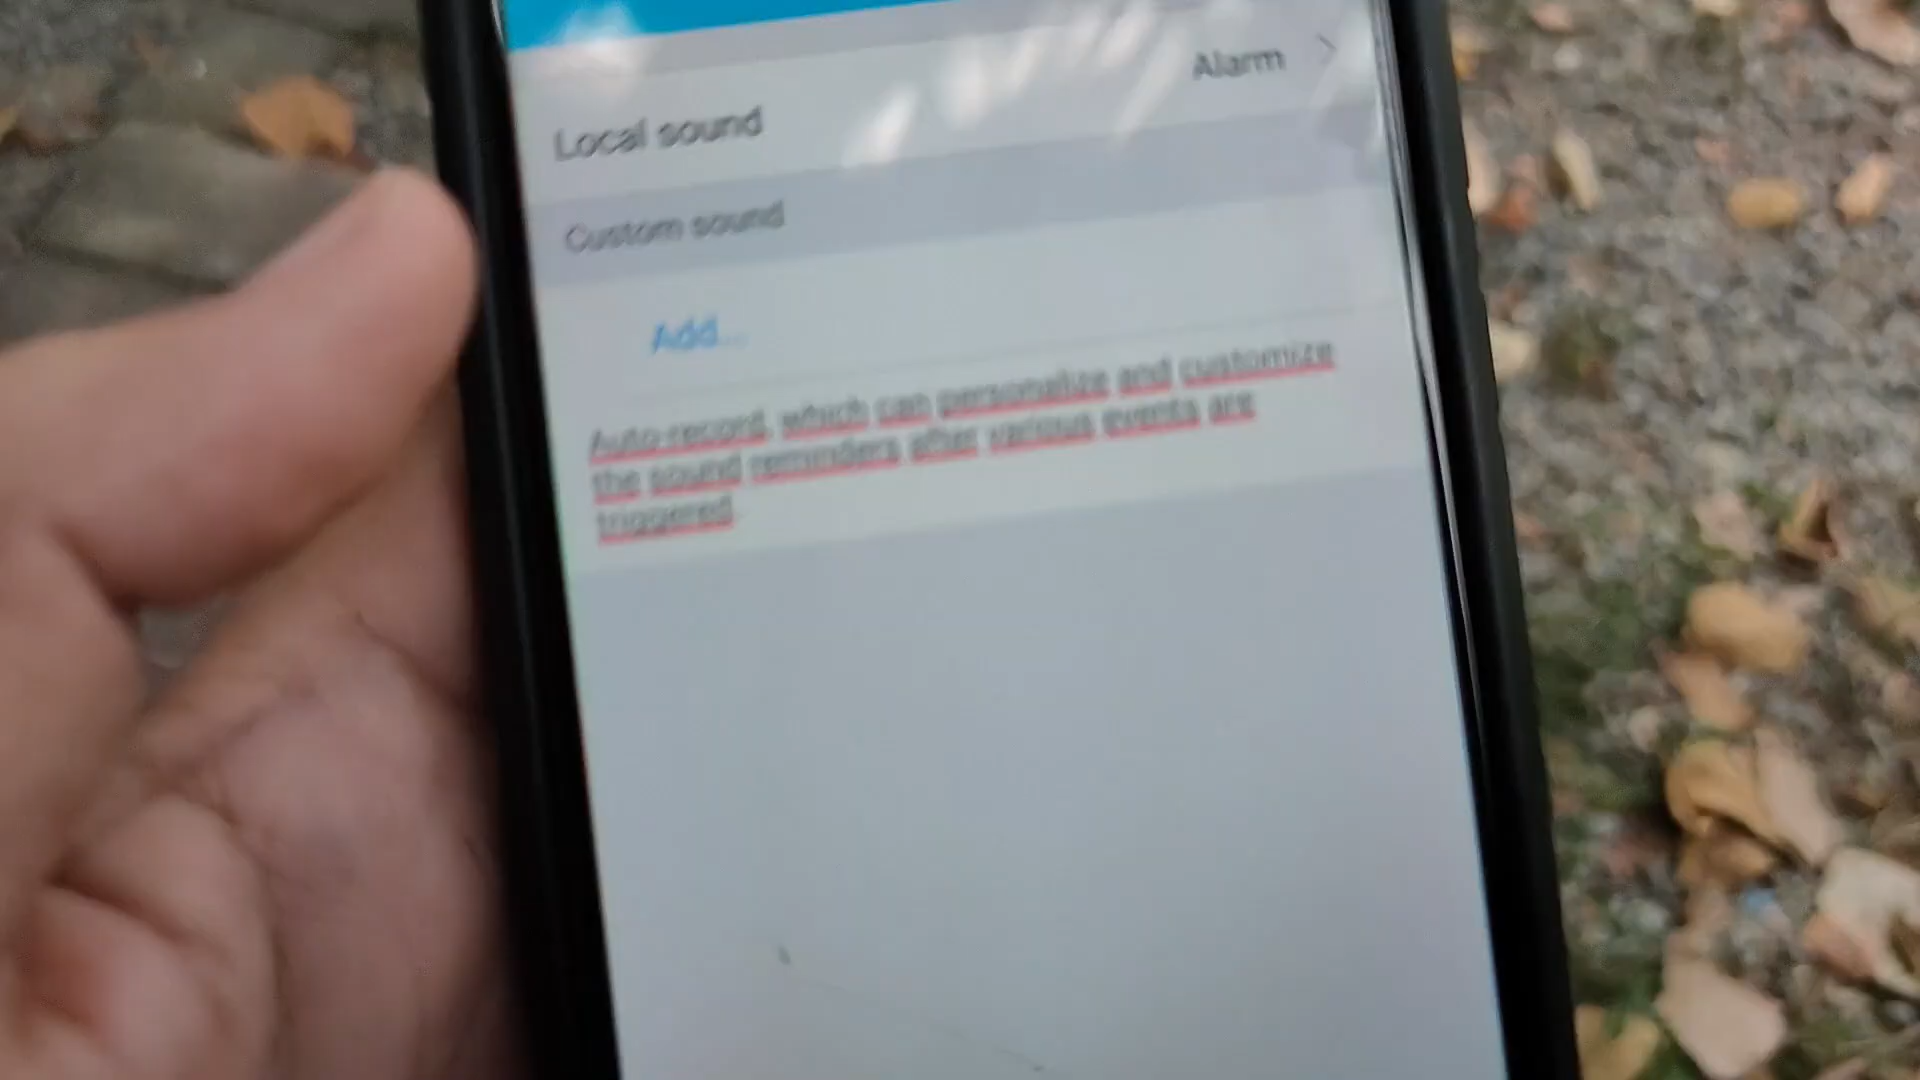 Alarm
Local sound
Custom sound
Add...
Auto-record, which can personalize and customize
the sound reminders after various events are
triggered